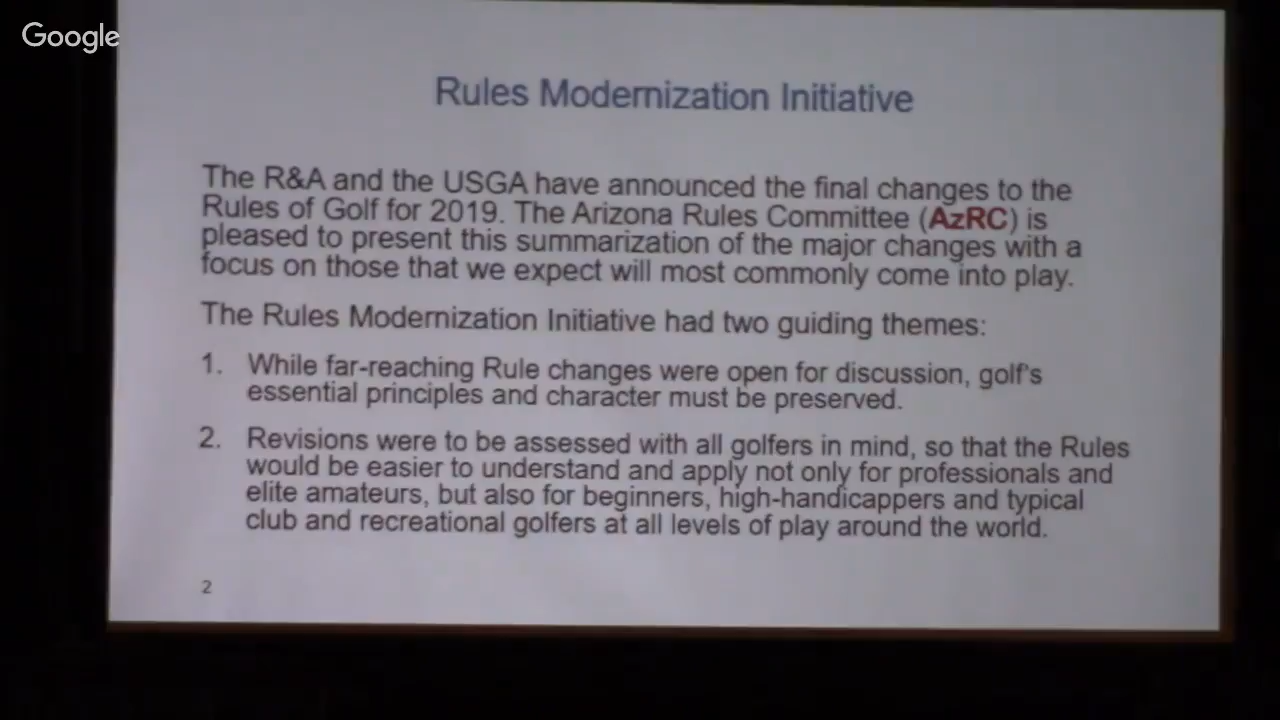 Google
Rules Modernization Initiative
The R&A and the USGA have announced the final changes to the
Rules of Golf for 2019. The Arizona Rules Committee (AzRC) is
pleased to present this summarization of the major changes with a
focus on those that we expect will most commonly come into play.
The Rules Modernization Initiative had two guiding themes:
1. While far-reaching Rule changes were open for discussion, golf's
essential principles and character must be preserved.
2. Revisions were to be assessed with all golfers in mind, so that the Rules
would be easier to understand and apply not only for professionals and
elite amateurs, but also for beginners, high-handicappers and typical
club and recreational golfers at all levels of play around the world.
2